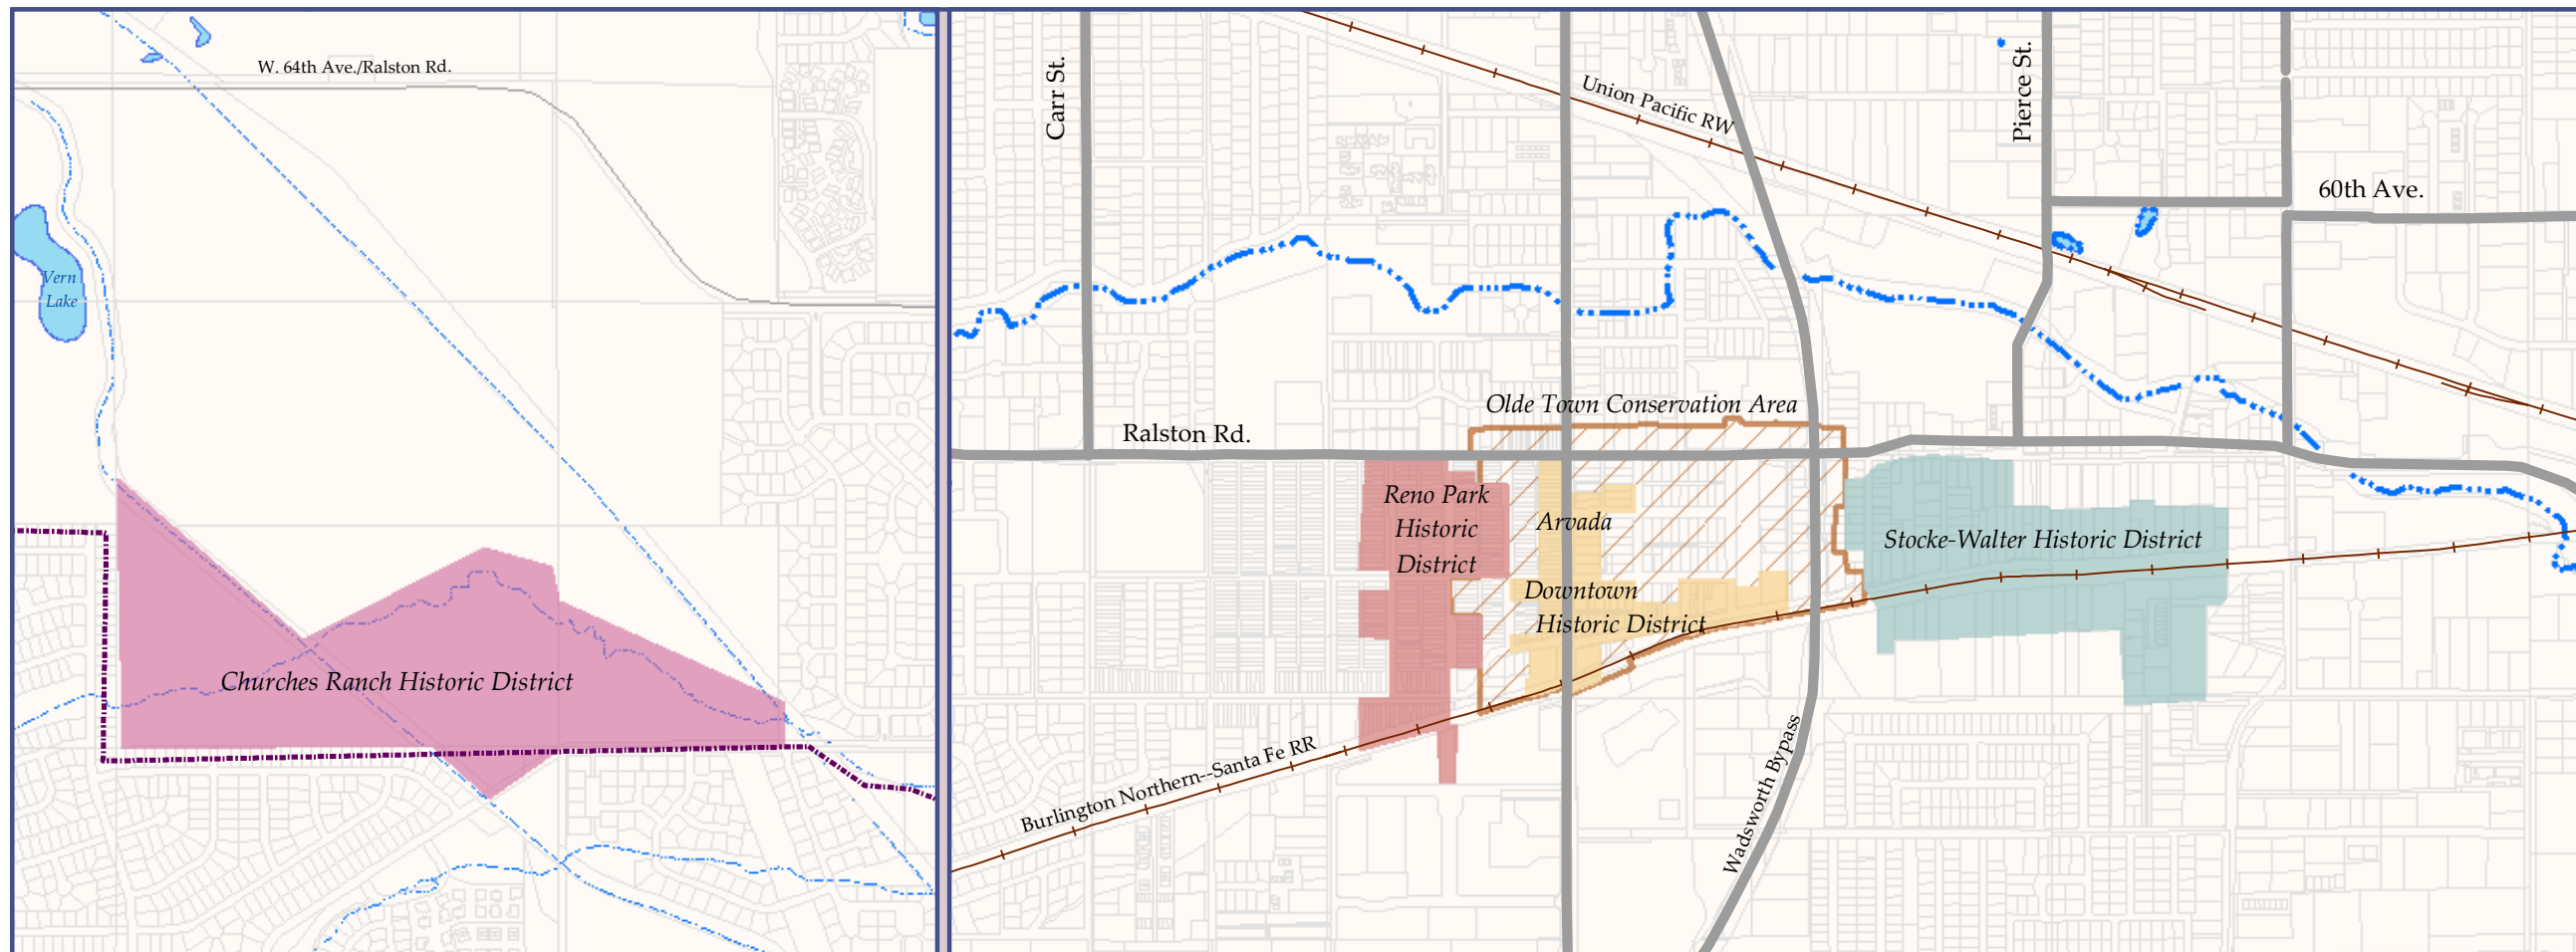 W. 64th Ave./Ralston Rd.
Vern
Lake
Churches Ranch Historic District
Carr St.
Union Pacific RW
Pierce St.
60th Ave.
Olde Town Conservation Area
Ralston Rd.
Reno Park
Historic
District
Arvada
Downtown
Historic District
Stocke-Walter Historic District
Burlington Northern--Santa Fe RR
Wadsworth Bypass